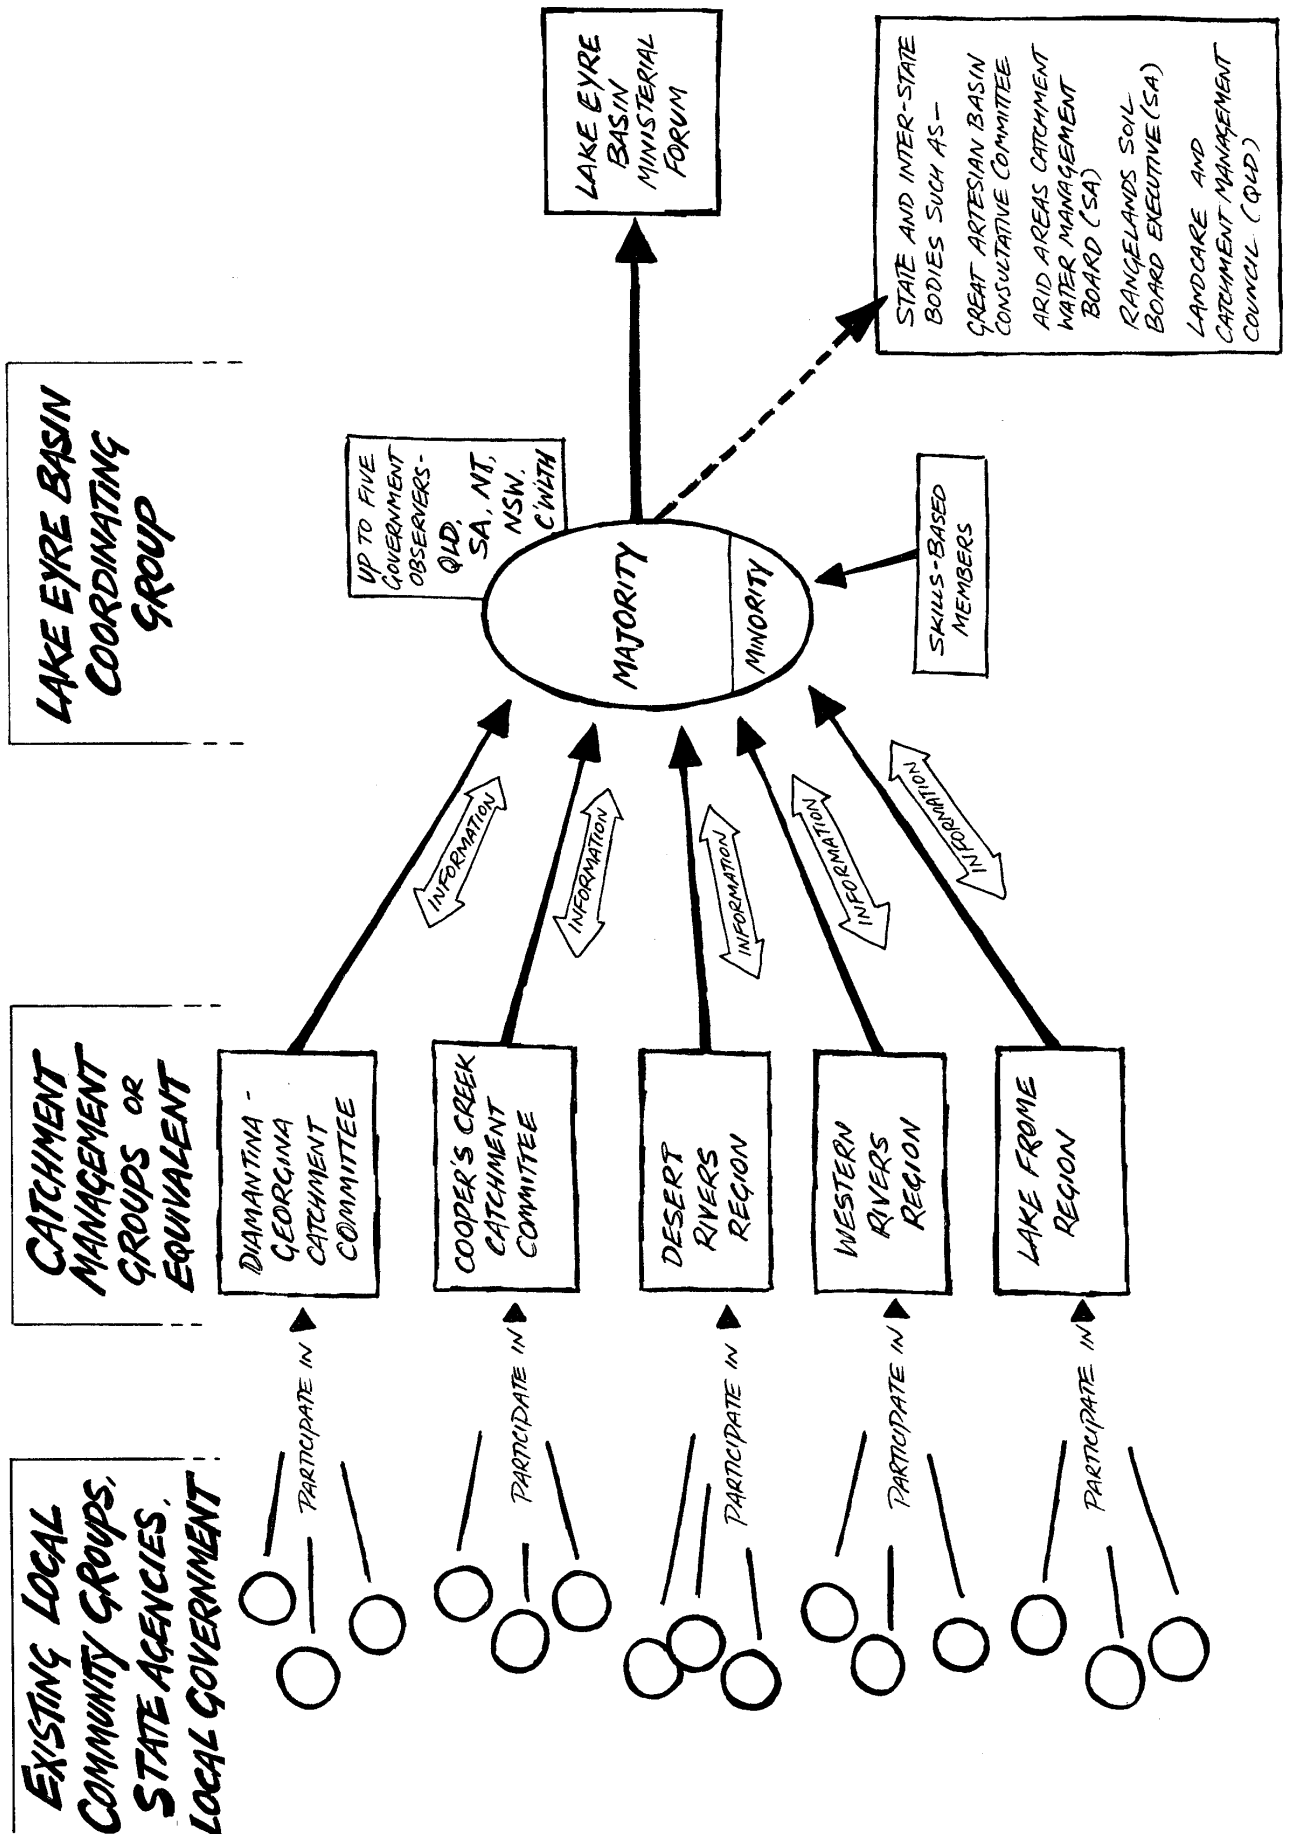 EXISTING LOCAL
COMMUNITY GROUPS,
STATE AGENCIES.
LOCAL GOVERNMENT
CATCHMENT
MANAGEMENT
GROUPS OR
EQUIVALENT
LAKE EYRE BASIN
COORDINATING
GROUP
PARTICIPATE IN
DIAMANTINA -
GEORGINA
CATCHMENT
COMMITTEE
INFORMATION
PARTICIPATE IN
COOPER'S CREEK
CATCHMENT
COMMITTEE
INFORMATION
PARTICIPATE IN
DESERT
RIVERS
REGION
INFORMATION
PARTICIPATE IN
WESTERN
RIVERS
REGION
INFORMATION
PARTICIPATE IN
LAKE FROME
REGION
INFORMATION
UP TO FIVE
GOVERNMENT
OBSERVERS-
QLD,
SA, NT,
NSW.
C'WLTH
MAJORITY
MINORITY
SKILLS-BASED
MEMBERS
LAKE EYRE
BASIN
MINISTERIAL
FORUM
STATE AND INTER-STATE
BODIES SUCH AS-
GREAT ARTESIAN BASIN
CONSULTATIVE COMMITTEE
ARID AREAS CATCHMENT
WATER MANAGEMENT
BOARD (SA)
RANGELANDS SOIL
BOARD EXECUTIVE (SA)
LANDCARE AND
CATCHMENT MANAGEMENT
COUNCIL (QLD)